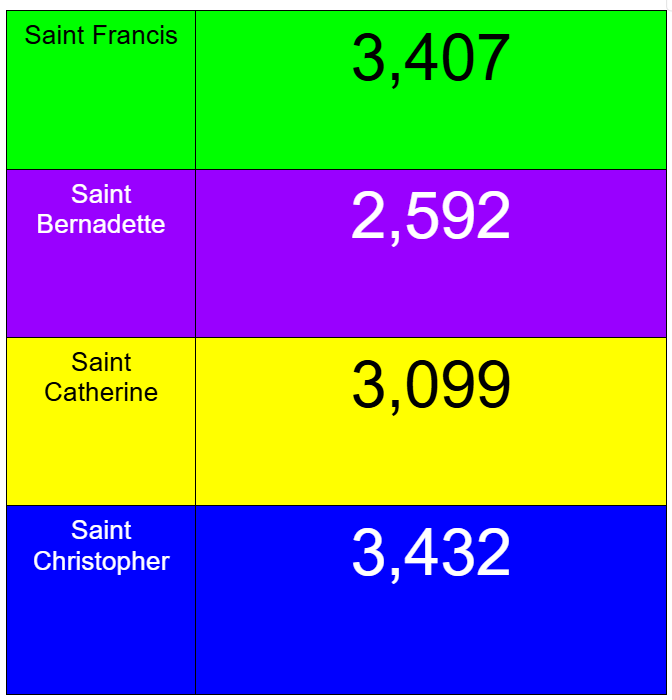 Saint Francis
3,407
Saint
Bernadette
2,592
Saint
Catherine
3,099
Saint
Christopher
3,432